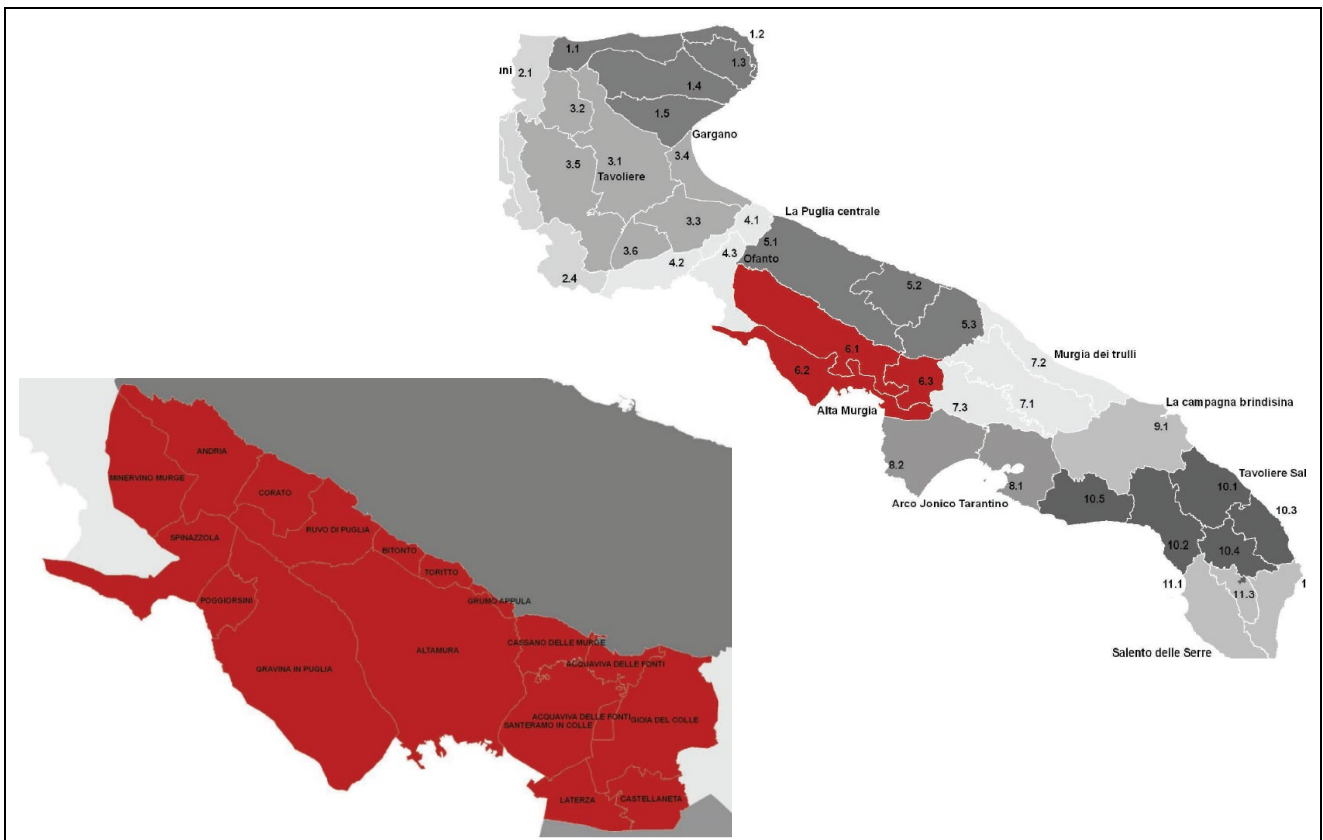 1.2
1.1
1.3
2.1
uni
1.4
3.2
1.5
Gargano
3.4
3.5
3.1
Tavoliere
La Puglia centrale
3.3
4.1
5.1
3.6
4.3
Ofanto
4.2
2.4
5.2
5.3
6.1
7.2
Murgia dei trulli
6.2
6.3
7.1
La campagna brindisina
Alta Murgia
7.3
9.1
8.2
Tavoliere Sal
8.1
10.1
Arco Jonico Tarantino
10.5
10.3
10.2
10.4
11.1
1
11.3
Salento delle Serre
ANDRIA
MINERVINO MURGE
CORATO
RUVO DI PUGLIA
SPINAZZOLA
BITONTO
TORITTO
POGGIORSINI
GRUMO APPULA
CASSANO DELLE MURGE
ALTAMURA
ACQUAVIVA DELLE FONTI
GRAVINA IN PUGLIA
ACQUAVIVA DELLE FONTI
SANTERAMO IN COLLE
GIOIA DEL COLLE
LATERZA
CASTELLANETA